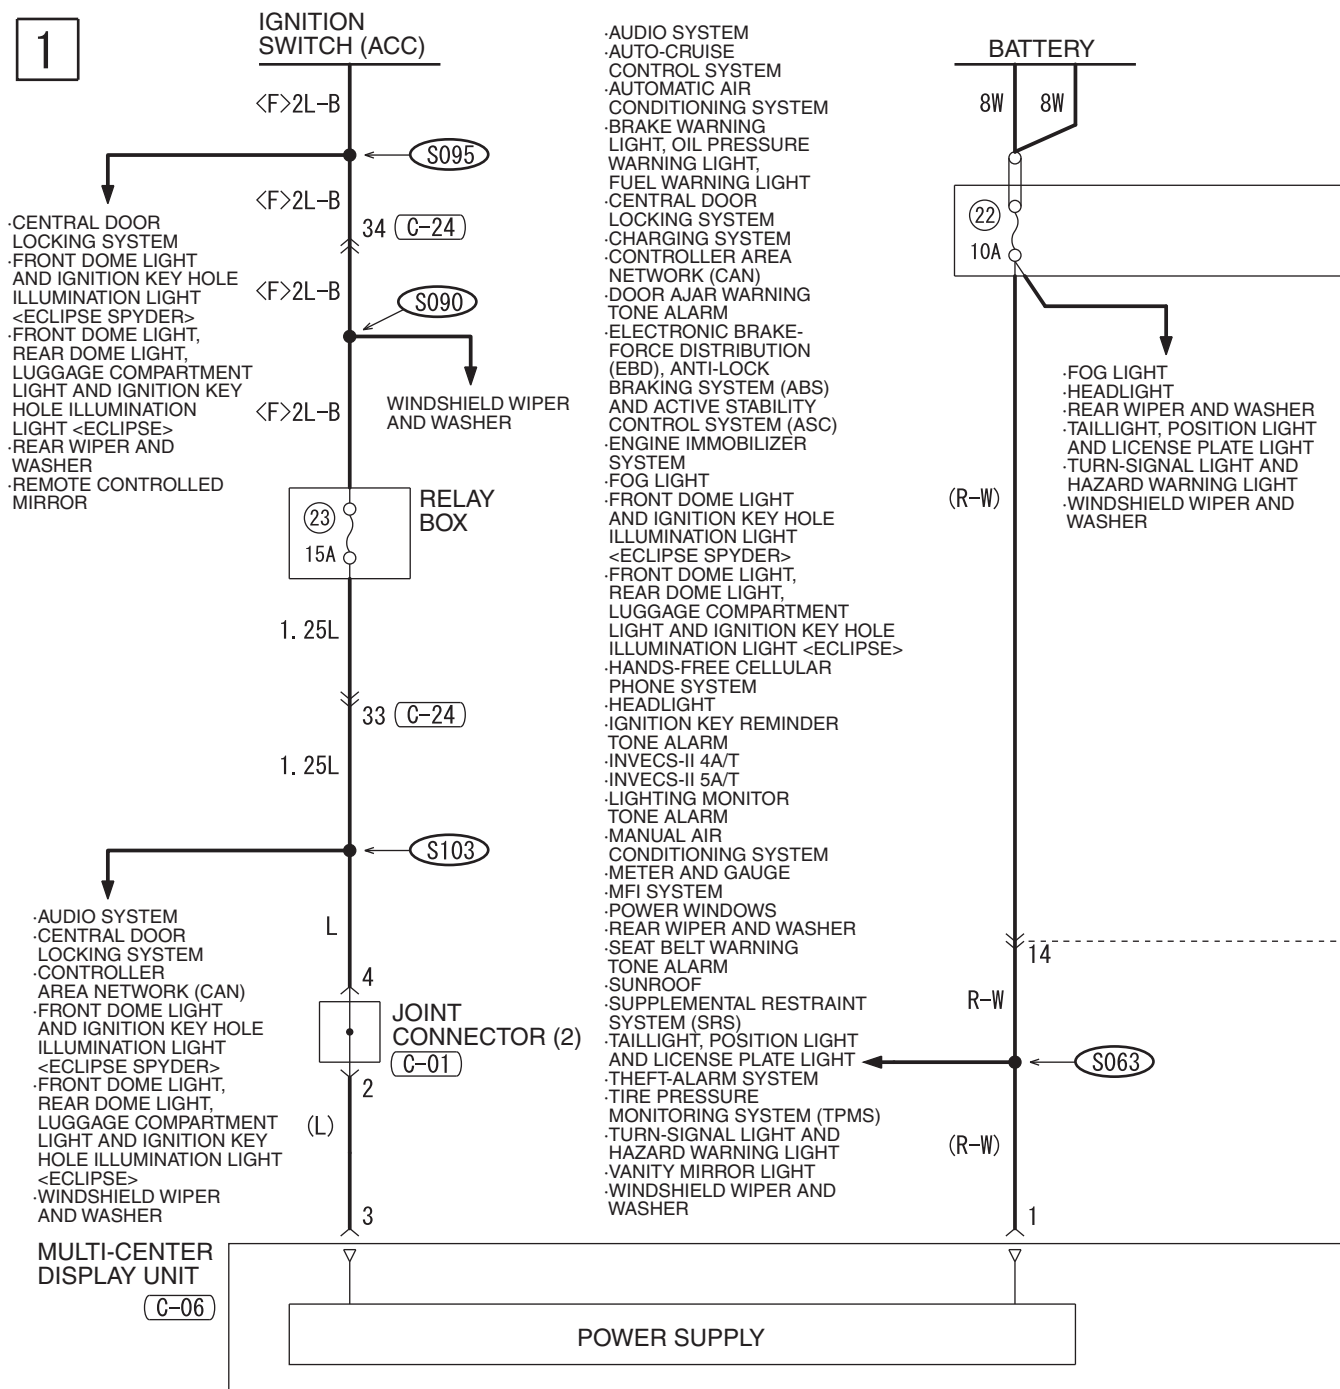 1
IGNITION
SWITCH (ACC)
<F>2L-B
S095
·CENTRAL DOOR
LOCKING SYSTEM
·FRONT DOME LIGHT
AND IGNITION KEY HOLE
ILLUMINATION LIGHT
<ECLIPSE SPYDER>
·FRONT DOME LIGHT,
REAR DOME LIGHT,
LUGGAGE COMPARTMENT
LIGHT AND IGNITION KEY
HOLE ILLUMINATION
LIGHT <ECLIPSE>
·REAR WIPER AND
WASHER
·REMOTE CONTROLLED
MIRROR
<F>2L-B
34 C-24
<F>2L-B
S090
WINDSHIELD WIPER
AND WASHER
<F>2L-B
RELAY
BOX
23
15A
1.25L
33 C-24
1.25L
S103
·AUDIO SYSTEM
·CENTRAL DOOR
LOCKING SYSTEM
·CONTROLLER
AREA NETWORK (CAN)
·FRONT DOME LIGHT
AND IGNITION KEY HOLE
ILLUMINATION LIGHT
<ECLIPSE SPYDER>
·FRONT DOME LIGHT,
REAR DOME LIGHT,
LUGGAGE COMPARTMENT
LIGHT AND IGNITION KEY
HOLE ILLUMINATION LIGHT
<ECLIPSE>
·WINDSHIELD WIPER
AND WASHER
L
4
JOINT
CONNECTOR (2)
C-01
2
(L)
3
·AUDIO SYSTEM
·AUTO-CRUISE
CONTROL SYSTEM
·AUTOMATIC AIR
CONDITIONING SYSTEM
·BRAKE WARNING
LIGHT, OIL PRESSURE
WARNING LIGHT,
FUEL WARNING LIGHT
·CENTRAL DOOR
LOCKING SYSTEM
·CHARGING SYSTEM
·CONTROLLER AREA
NETWORK (CAN)
·DOOR AJAR WARNING
TONE ALARM
·ELECTRONIC BRAKE-
FORCE DISTRIBUTION
(EBD), ANTI-LOCK
BRAKING SYSTEM (ABS)
AND ACTIVE STABILITY
CONTROL SYSTEM (ASC)
·ENGINE IMMOBILIZER
SYSTEM
·FOG LIGHT
·FRONT DOME LIGHT
AND IGNITION KEY HOLE
ILLUMINATION LIGHT
<ECLIPSE SPYDER>
·FRONT DOME LIGHT,
REAR DOME LIGHT,
LUGGAGE COMPARTMENT
LIGHT AND IGNITION KEY HOLE
ILLUMINATION LIGHT <ECLIPSE>
·HANDS-FREE CELLULAR
PHONE SYSTEM
·HEADLIGHT
·IGNITION KEY REMINDER
TONE ALARM
·INVECS-II 4A/T
·INVECS-II 5A/T
·LIGHTING MONITOR
TONE ALARM
·MANUAL AIR
CONDITIONING SYSTEM
·METER AND GAUGE
·MFI SYSTEM
·POWER WINDOWS
·REAR WIPER AND WASHER
·SEAT BELT WARNING
TONE ALARM
·SUNROOF
·SUPPLEMENTAL RESTRAINT
SYSTEM (SRS)
·TAILLIGHT, POSITION LIGHT
AND LICENSE PLATE LIGHT
·THEFT-ALARM SYSTEM
·TIRE PRESSURE
MONITORING SYSTEM (TPMS)
·TURN-SIGNAL LIGHT AND
HAZARD WARNING LIGHT
·VANITY MIRROR LIGHT
·WINDSHIELD WIPER AND
WASHER
BATTERY
8W 8W
22
10A
·FOG LIGHT
·HEADLIGHT
·REAR WIPER AND WASHER
·TAILLIGHT, POSITION LIGHT
AND LICENSE PLATE LIGHT
·TURN-SIGNAL LIGHT AND
HAZARD WARNING LIGHT
·WINDSHIELD WIPER AND
WASHER
(R-W)
14
R-W
S063
(R-W)
1
MULTI-CENTER
DISPLAY UNIT
C-06
POWER SUPPLY